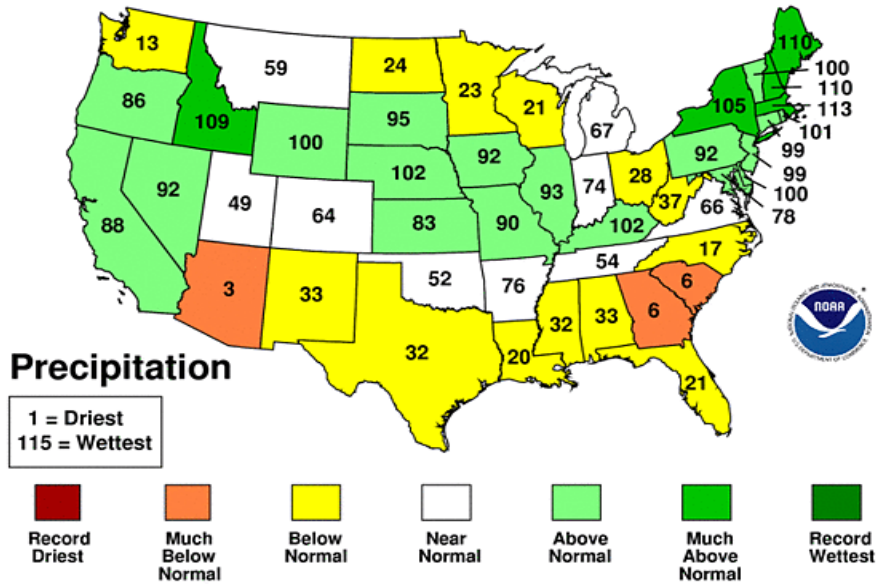 13
59
24
23
21
67
110
100
110
113
101
99
99
100
78
86
109
100
95
92
93
74
28
92
105
37
66
88
92
49
64
102
83
90
102
54
17
6
6
3
33
52
76
32
20
32
33
21
NOAA
Precipitation
1 = Driest
115 = Wettest
Record
Driest
Much
Below
Normal
Below
Normal
Near
Normal
Above
Normal
Much
Above
Normal
Record
Wettest